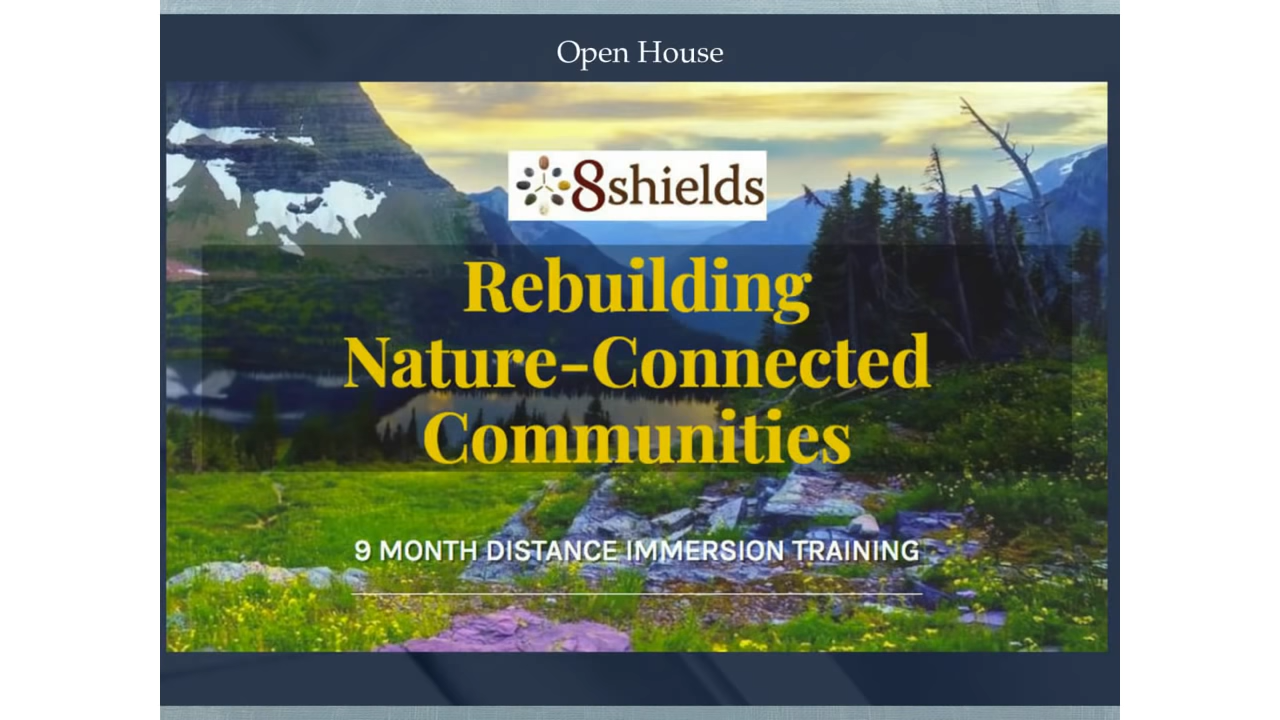 Open House
8shields
Rebuilding
Nature-Connected
Communities
9 MONTH DISTANCE IMMERSION TRAINING